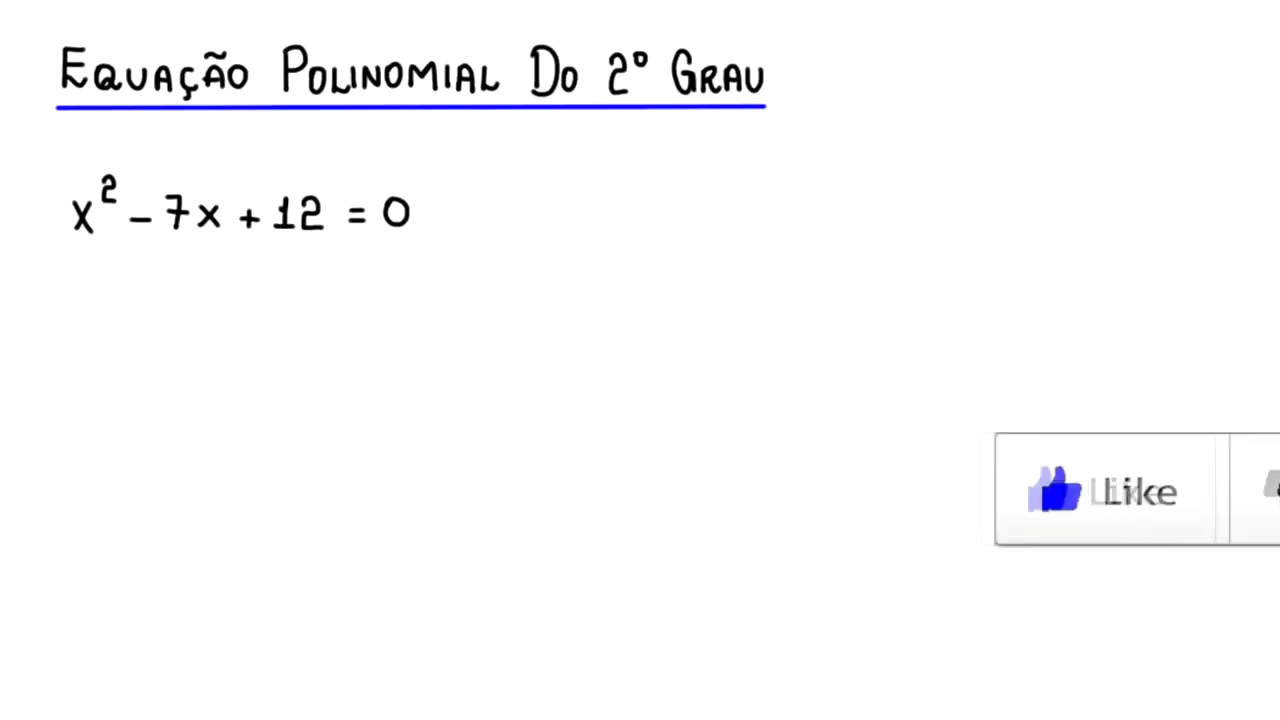 Equação Polinomial Do 2º Grau
x² - 7x + 12 = 0
Like